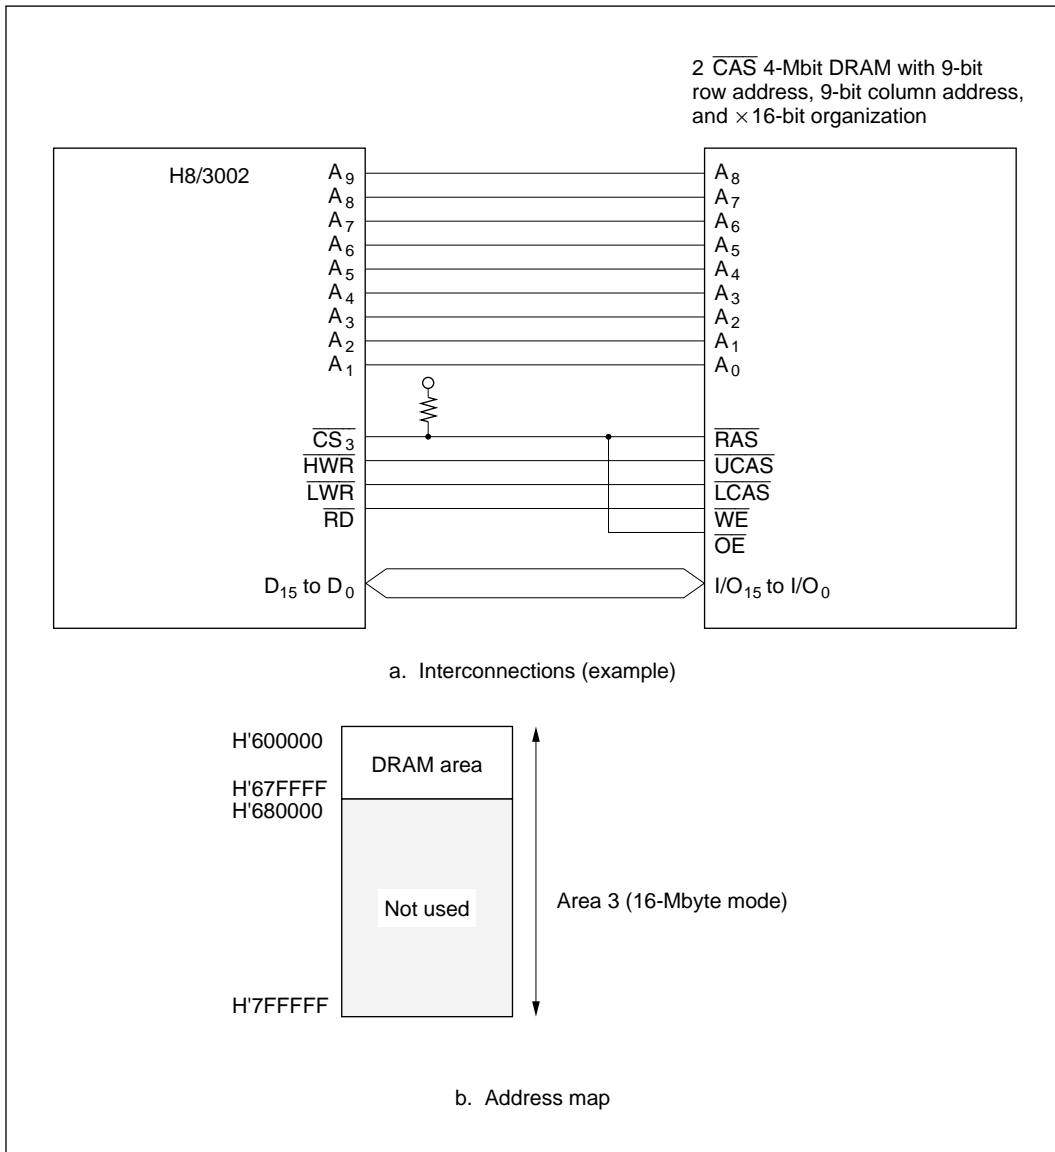 2 CAS 4-Mbit DRAM with 9-bit
row address, 9-bit column address,
and ×16-bit organization
H8/3002
A9 A8
A8 A7
A7 A6
A6 A5
A5 A4
A4 A3
A3 A2
A2 A1
A1 A0
CS3 RAS
HWR UCAS
LWR LCAS
RD WE
OE
D15 to D0 I/O15 to I/O0
a. Interconnections (example)
H'600000
DRAM area
H'67FFFF
H'680000
Not used
Area 3 (16-Mbyte mode)
H'7FFFFF
b. Address map